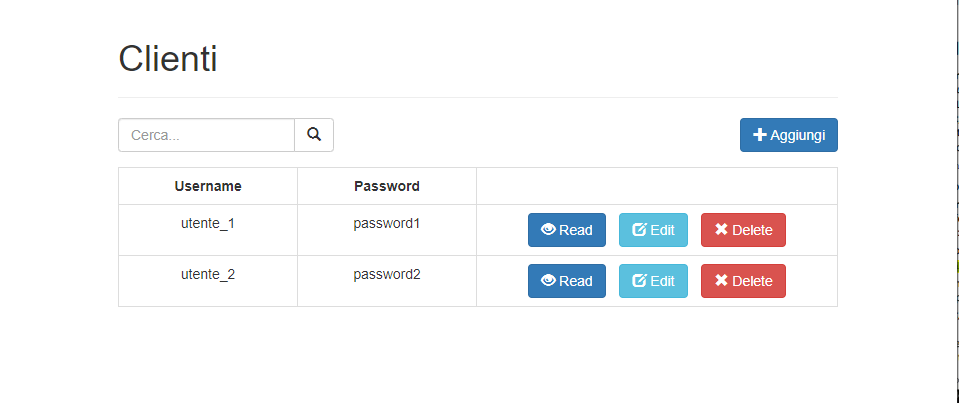 Clienti
Cerca...
Aggiungi
Username Password
utente_1 password1 Read Edit Delete
utente_2 password2 Read Edit Delete